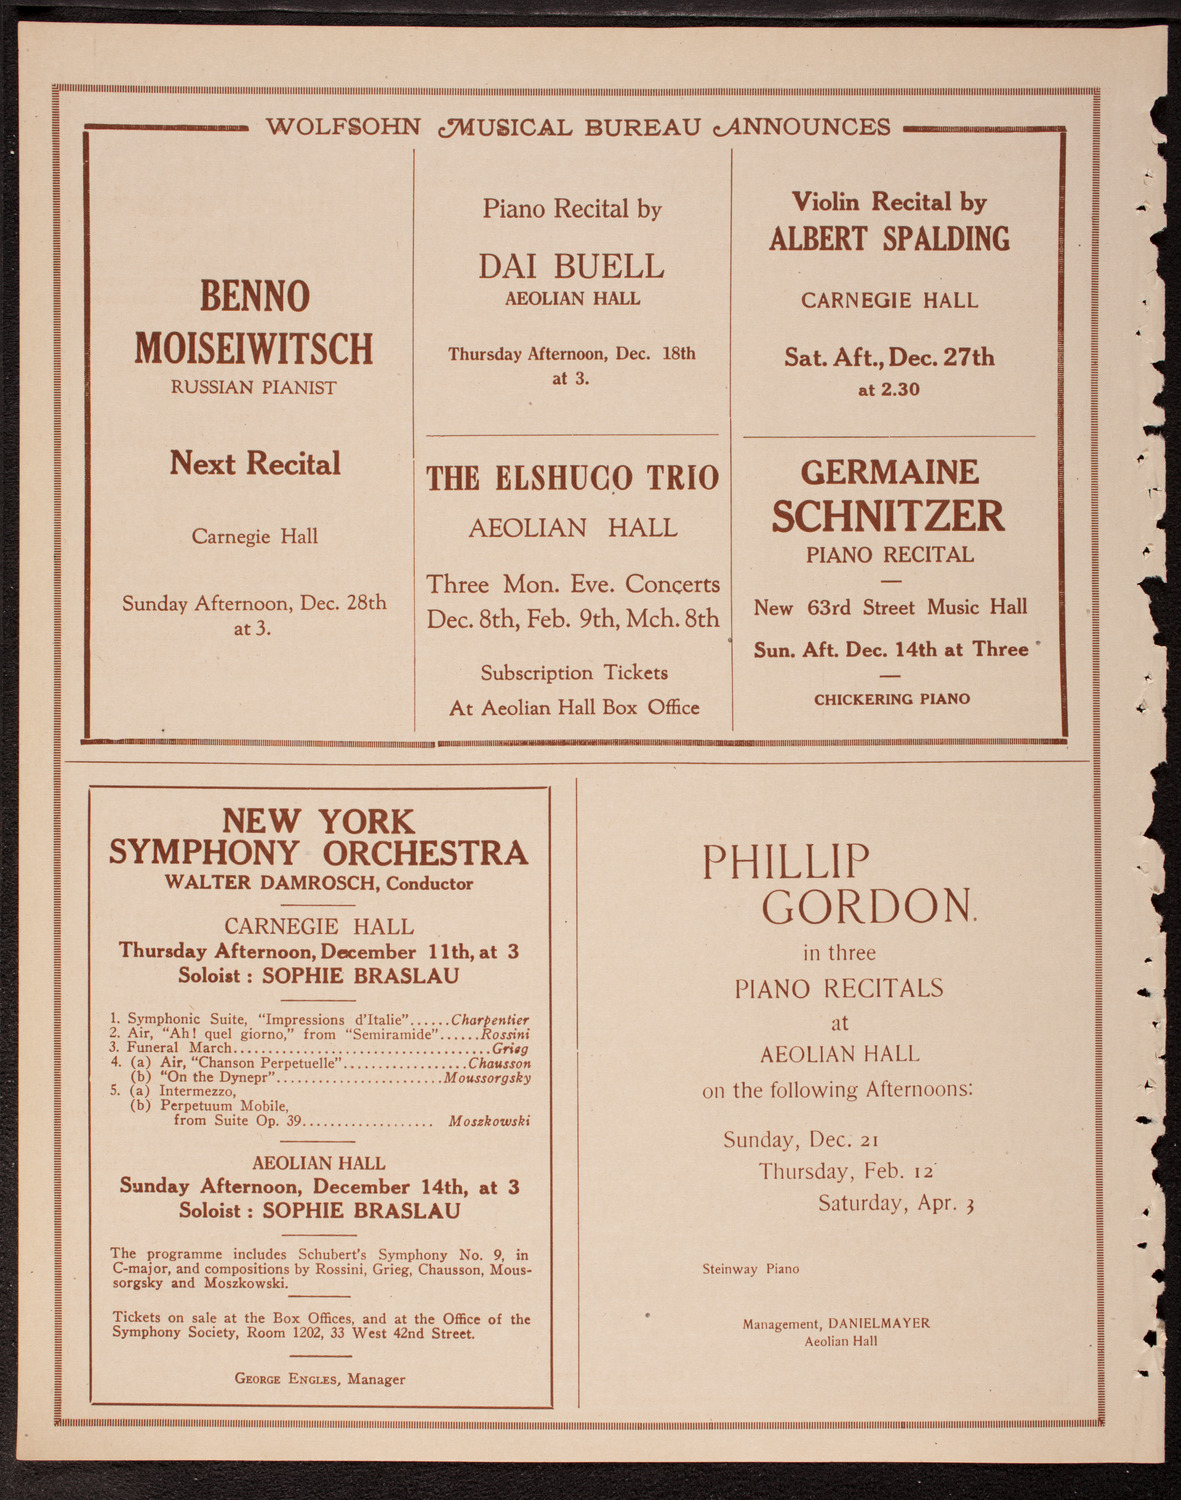 WOLFSOHN MUSICAL BUREAU ANNOUNCES
BENNO
MOISEIWITSCH
RUSSIAN PIANIST
Next Recital
Carnegie Hall
Sunday Afternoon, Dec. 28th
at 3.
Piano Recital by
DAI BUELL
AEOLIAN HALL
Thursday Afternoon, Dec. 18th
at 3.
THE ELSHUCO TRIO
AEOLIAN HALL
Three Mon. Eve. Concerts
Dec. 8th, Feb. 9th, Mch. 8th
Subscription Tickets
At Aeolian Hall Box Office
Violin Recital by
ALBERT SPALDING
CARNEGIE HALL
Sat. Aft., Dec. 27th
at 2.30
GERMAINE
SCHNITZER
PIANO RECITAL
New 63rd Street Music Hall
Sun. Aft. Dec. 14th at Three
CHICKERING PIANO
NEW YORK
SYMPHONY ORCHESTRA
WALTER DAMROSCH, Conductor
CARNEGIE HALL
Thursday Afternoon, December 11th, at 3
Soloist : SOPHIE BRASLAU
1. Symphonic Suite, “Impressions d'Italie”......Charpentier
2. Air, “Ah! quel giorno,” from “Semiramide”......Rossini
3. Funeral March.....................................Grieg
4. (a) Air, “Chanson Perpetuelle”..................Chausson
(b) “On the Dynepr”........................Moussorgsky
5. (a) Intermezzo,
(b) Perpetuum Mobile,
from Suite Op. 39................... Moszkowski
AEOLIAN HALL
Sunday Afternoon, December 14th, at 3
Soloist : SOPHIE BRASLAU
The programme includes Schubert's Symphony No. 9, in
C-major, and compositions by Rossini, Grieg, Chausson, Mous-
sorgsky and Moszkowski.
Tickets on sale at the Box Offices, and at the Office of the
Symphony Society, Room 1202, 33 West 42nd Street.
GEORGE ENGLES, Manager
PHILLIP
GORDON.
in three
PIANO RECITALS
at
AEOLIAN HALL
on the following Afternoons:
Sunday, Dec. 21
Thursday, Feb. 12
Saturday, Apr. 3
Steinway Piano
Management, DANIELMAYER
Aeolian Hall